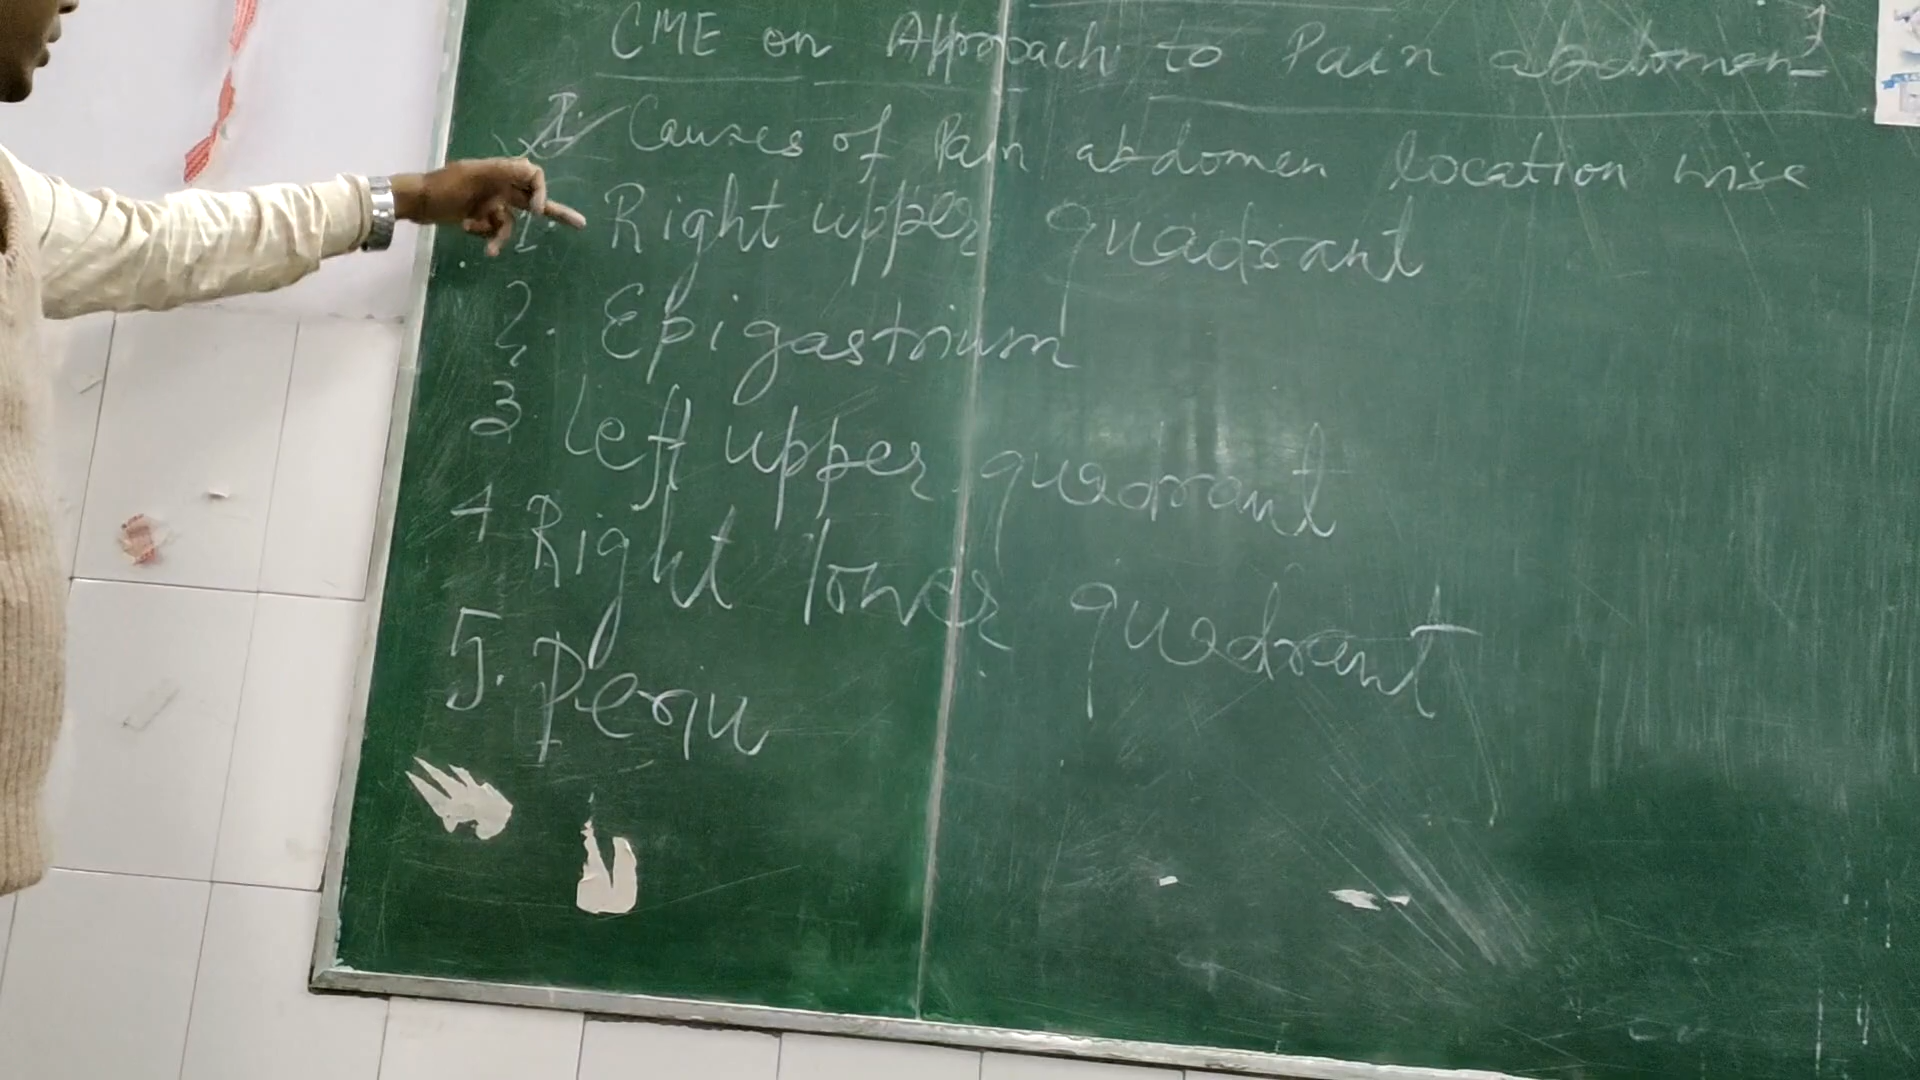 CME on Approach to Pain abdomen
I. Causes of Pain abdomen location wise
1. Right upper quadrant
2. Epigastrium
3. Left upper quadrant
4 Right lower quadrant
5. Periu